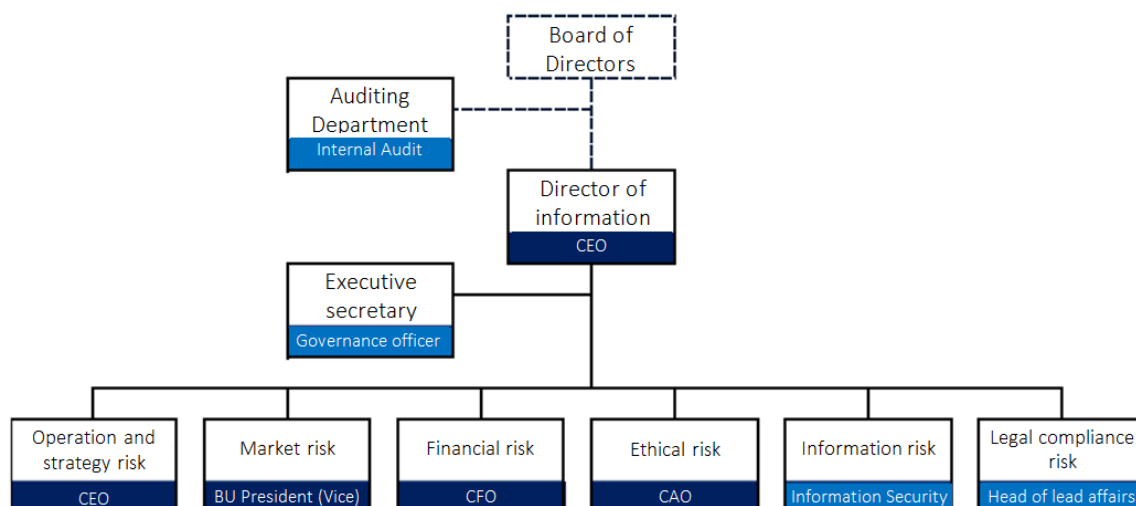 Board of
Directors
Auditing
Department
Internal Audit
Director of
information
CEO
Executive
secretary
Governance officer
Operation and
strategy risk
CEO
Market risk
BU President (Vice)
Financial risk
CFO
Ethical risk
CAO
Information risk
Information Security
Legal compliance
risk
Head of lead affairs